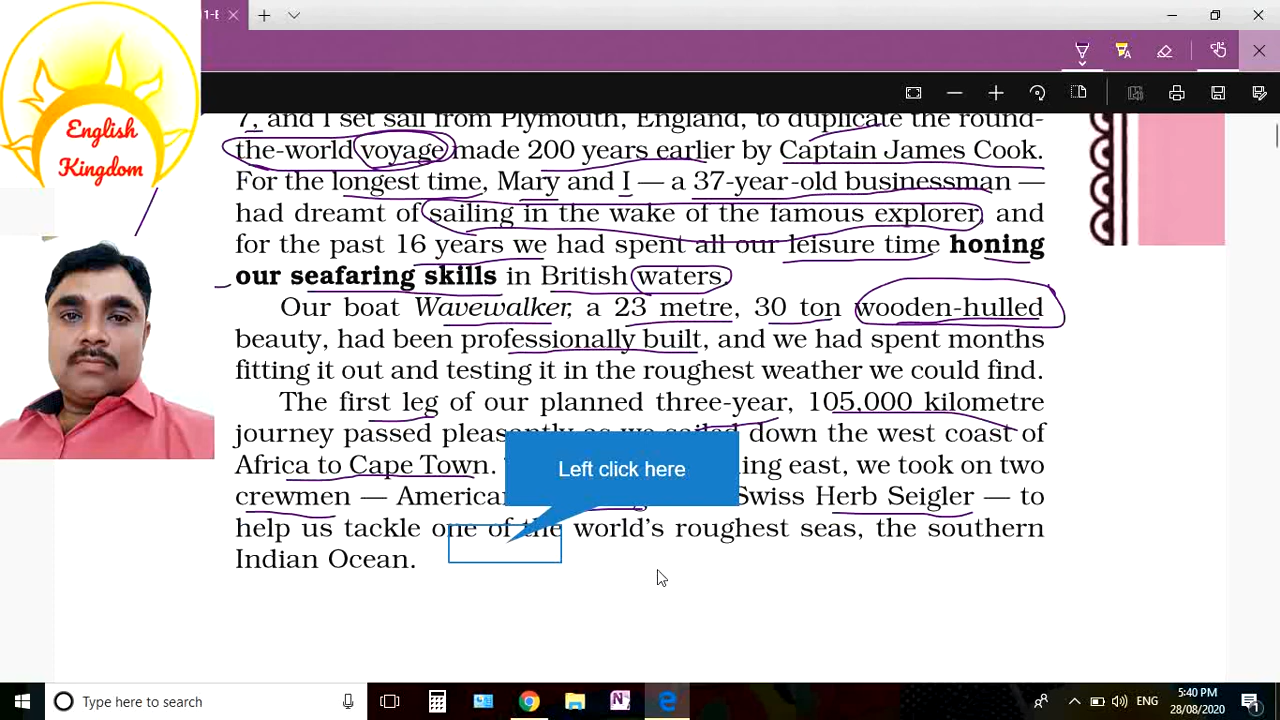 1-E
English
Kingdom
7, and I set sail from Plymouth, England, to duplicate the round-
the-world voyage made 200 years earlier by Captain James Cook.
For the longest time, Mary and I — a 37-year-old businessman —
had dreamt of sailing in the wake of the famous explorer, and
for the past 16 years we had spent all our leisure time honing
our seafaring skills in British waters.
Our boat Wavewalker, a 23 metre, 30 ton wooden-hulled
beauty, had been professionally built, and we had spent months
fitting it out and testing it in the roughest weather we could find.
The first leg of our planned three-year, 105,000 kilometre
journey passed pleasantly as we sailed down the west coast of
Africa to Cape Town. ing east, we took on two
Left click here
crewmen — American Swiss Herb Seigler — to
help us tackle one of the world's roughest seas, the southern
Indian Ocean.
Type here to search
ENG
5:40 PM
28/08/2020
1